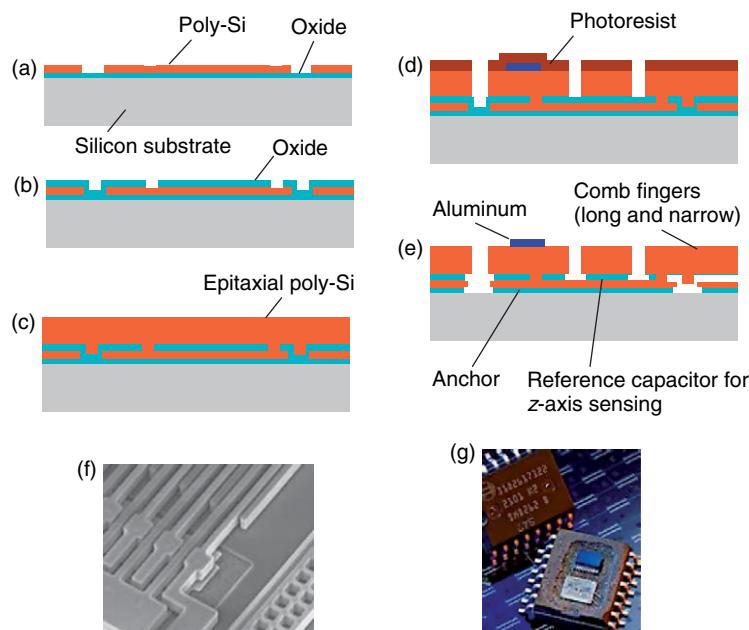 Poly-Si
Oxide
(a)
Silicon substrate
Oxide
(b)
Epitaxial poly-Si
(c)
Photoresist
(d)
Aluminum
Comb fingers
(long and narrow)
(e)
Anchor
Reference capacitor for
z-axis sensing
(f)
(g)